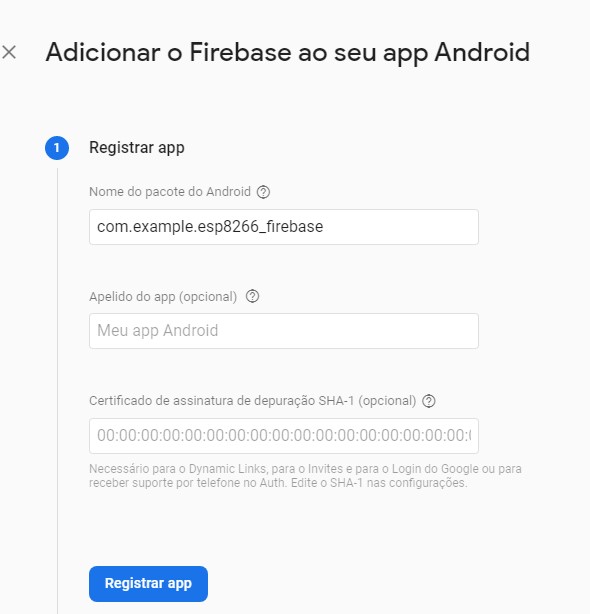 Adicionar o Firebase ao seu app Android
1 Registrar app
Nome do pacote do Android ?
com.example.esp8266_firebase
Apelido do app (opcional) ?
Meu app Android
Certificado de assinatura de depuração SHA-1 (opcional) ?
00:00:00:00:00:00:00:00:00:00:00:00:00:00:00:00:00:
Necessário para o Dynamic Links, para o Invites e para o Login do Google ou para
receber suporte por telefone no Auth. Edite o SHA-1 nas configurações.
Registrar app